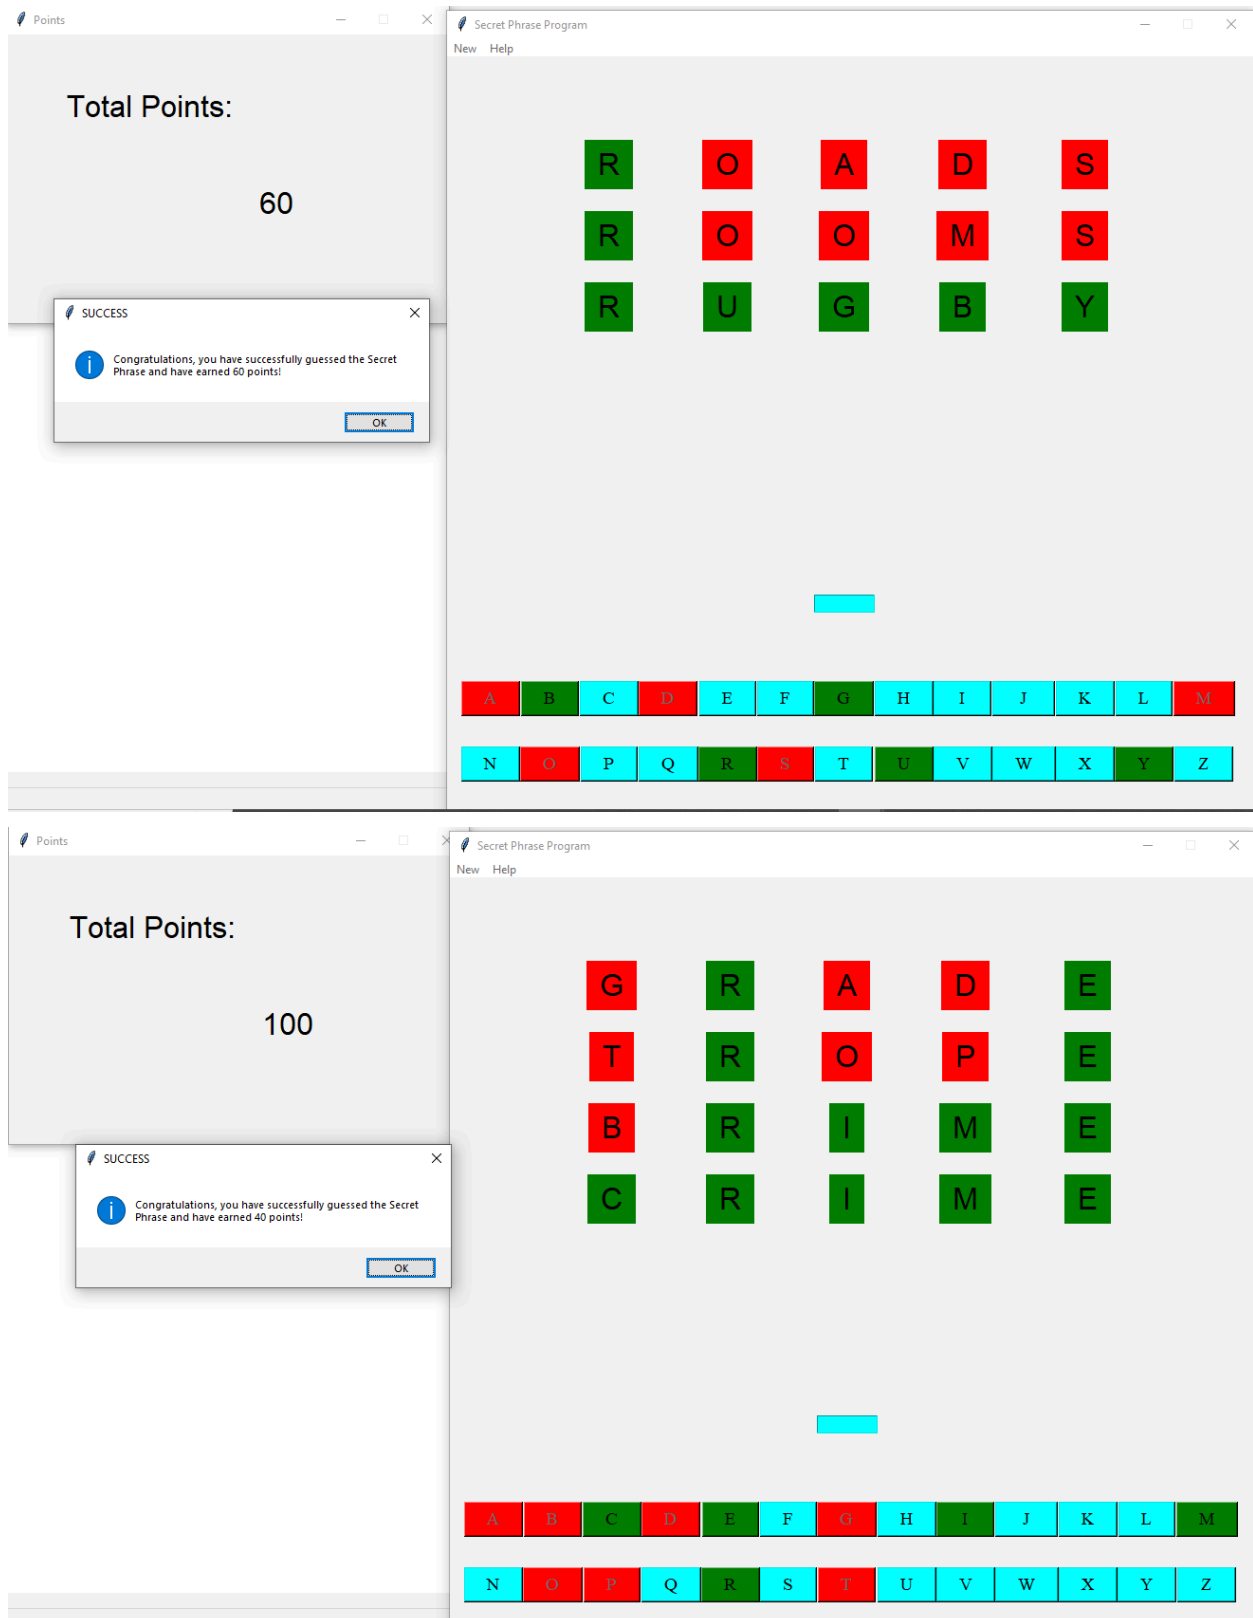 Points
Secret Phrase Program
New Help
Total Points:
60
R O A D S
R O O M S
R U G B Y
SUCCESS
Congratulations, you have successfully guessed the Secret
Phrase and have earned 60 points!
OK
A B C D E F G H I J K L M
N O P Q R S T U V W X Y Z
Points
Secret Phrase Program
New Help
Total Points:
100
G R A D E
T R O P E
B R I M E
C R I M E
SUCCESS
Congratulations, you have successfully guessed the Secret
Phrase and have earned 40 points!
OK
A B C D E F G H I J K L M
N O P Q R S T U V W X Y Z